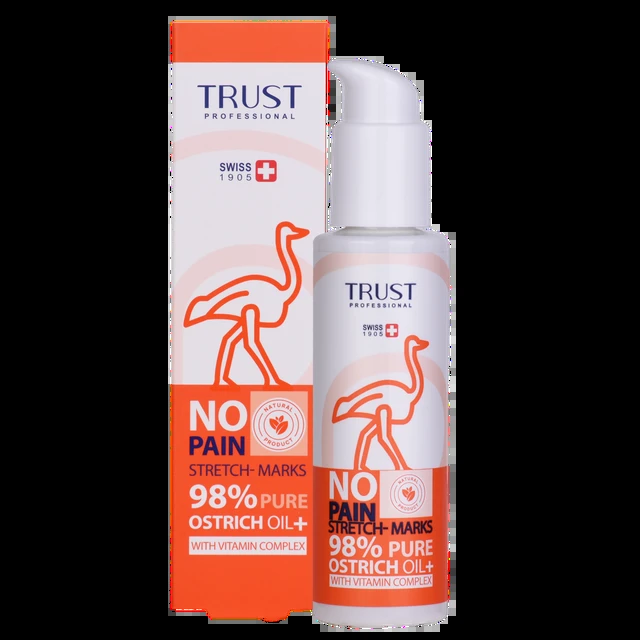 TRUST
PROFESSIONAL
SWISS
1905
NO
PAIN
NATURAL
PRODUCT
STRETCH- MARKS
98% PURE
OSTRICH OIL+
WITH VITAMIN COMPLEX
TRUST
PROFESSIONAL
SWISS
1905
NO
PAIN
NATURAL
PRODUCT
STRETCH- MARKS
98% PURE
OSTRICH OIL+
WITH VITAMIN COMPLEX